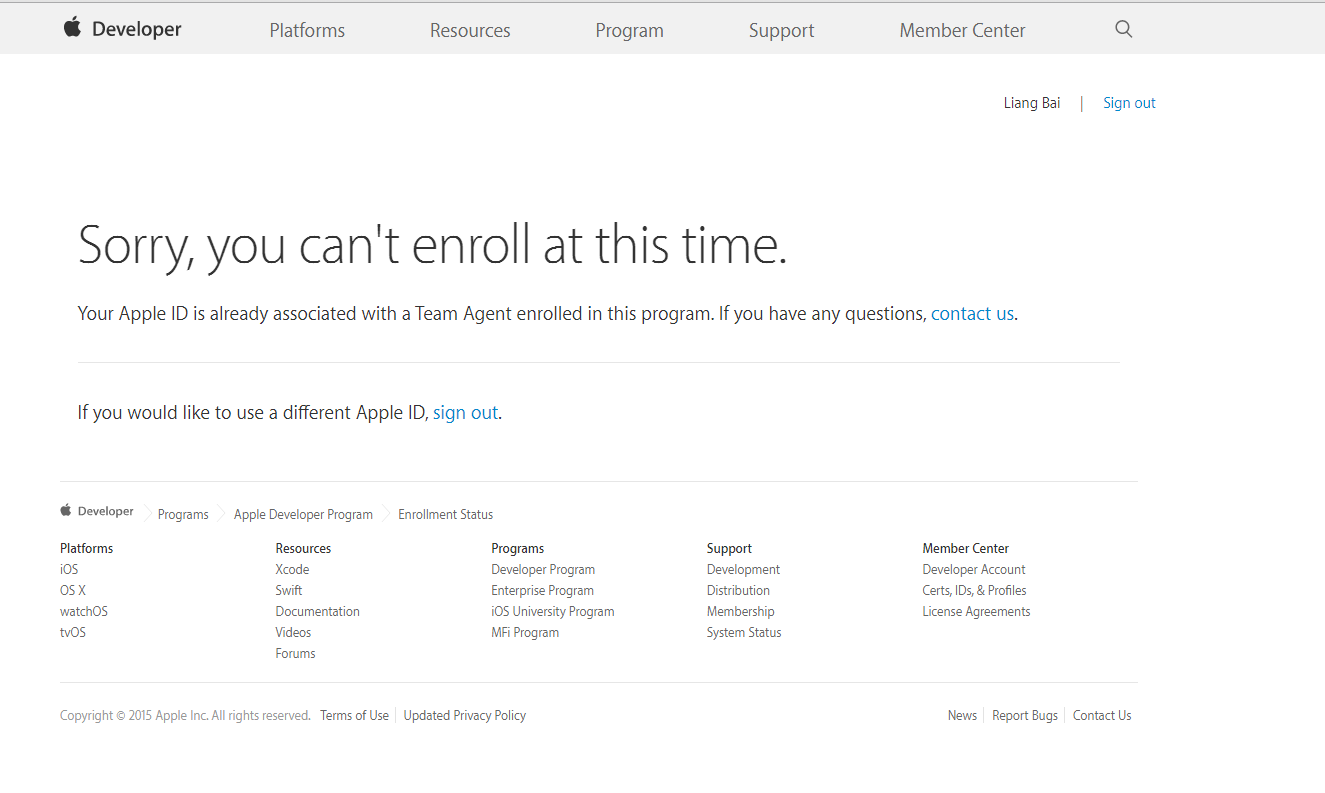 Developer Platforms Resources Program Support Member Center
Liang Bai | Sign out
Sorry, you can't enroll at this time.
Your Apple ID is already associated with a Team Agent enrolled in this program. If you have any questions, contact us.
If you would like to use a different Apple ID, sign out.
Developer Programs Apple Developer Program Enrollment Status
Platforms Resources Programs Support Member Center
iOS Xcode Developer Program Development Developer Account
OS X Swift Enterprise Program Distribution Certs, IDs, & Profiles
watchOS Documentation iOS University Program Membership License Agreements
tvOS Videos MFi Program System Status
Forums
Copyright © 2015 Apple Inc. All rights reserved. Terms of Use Updated Privacy Policy News Report Bugs Contact Us